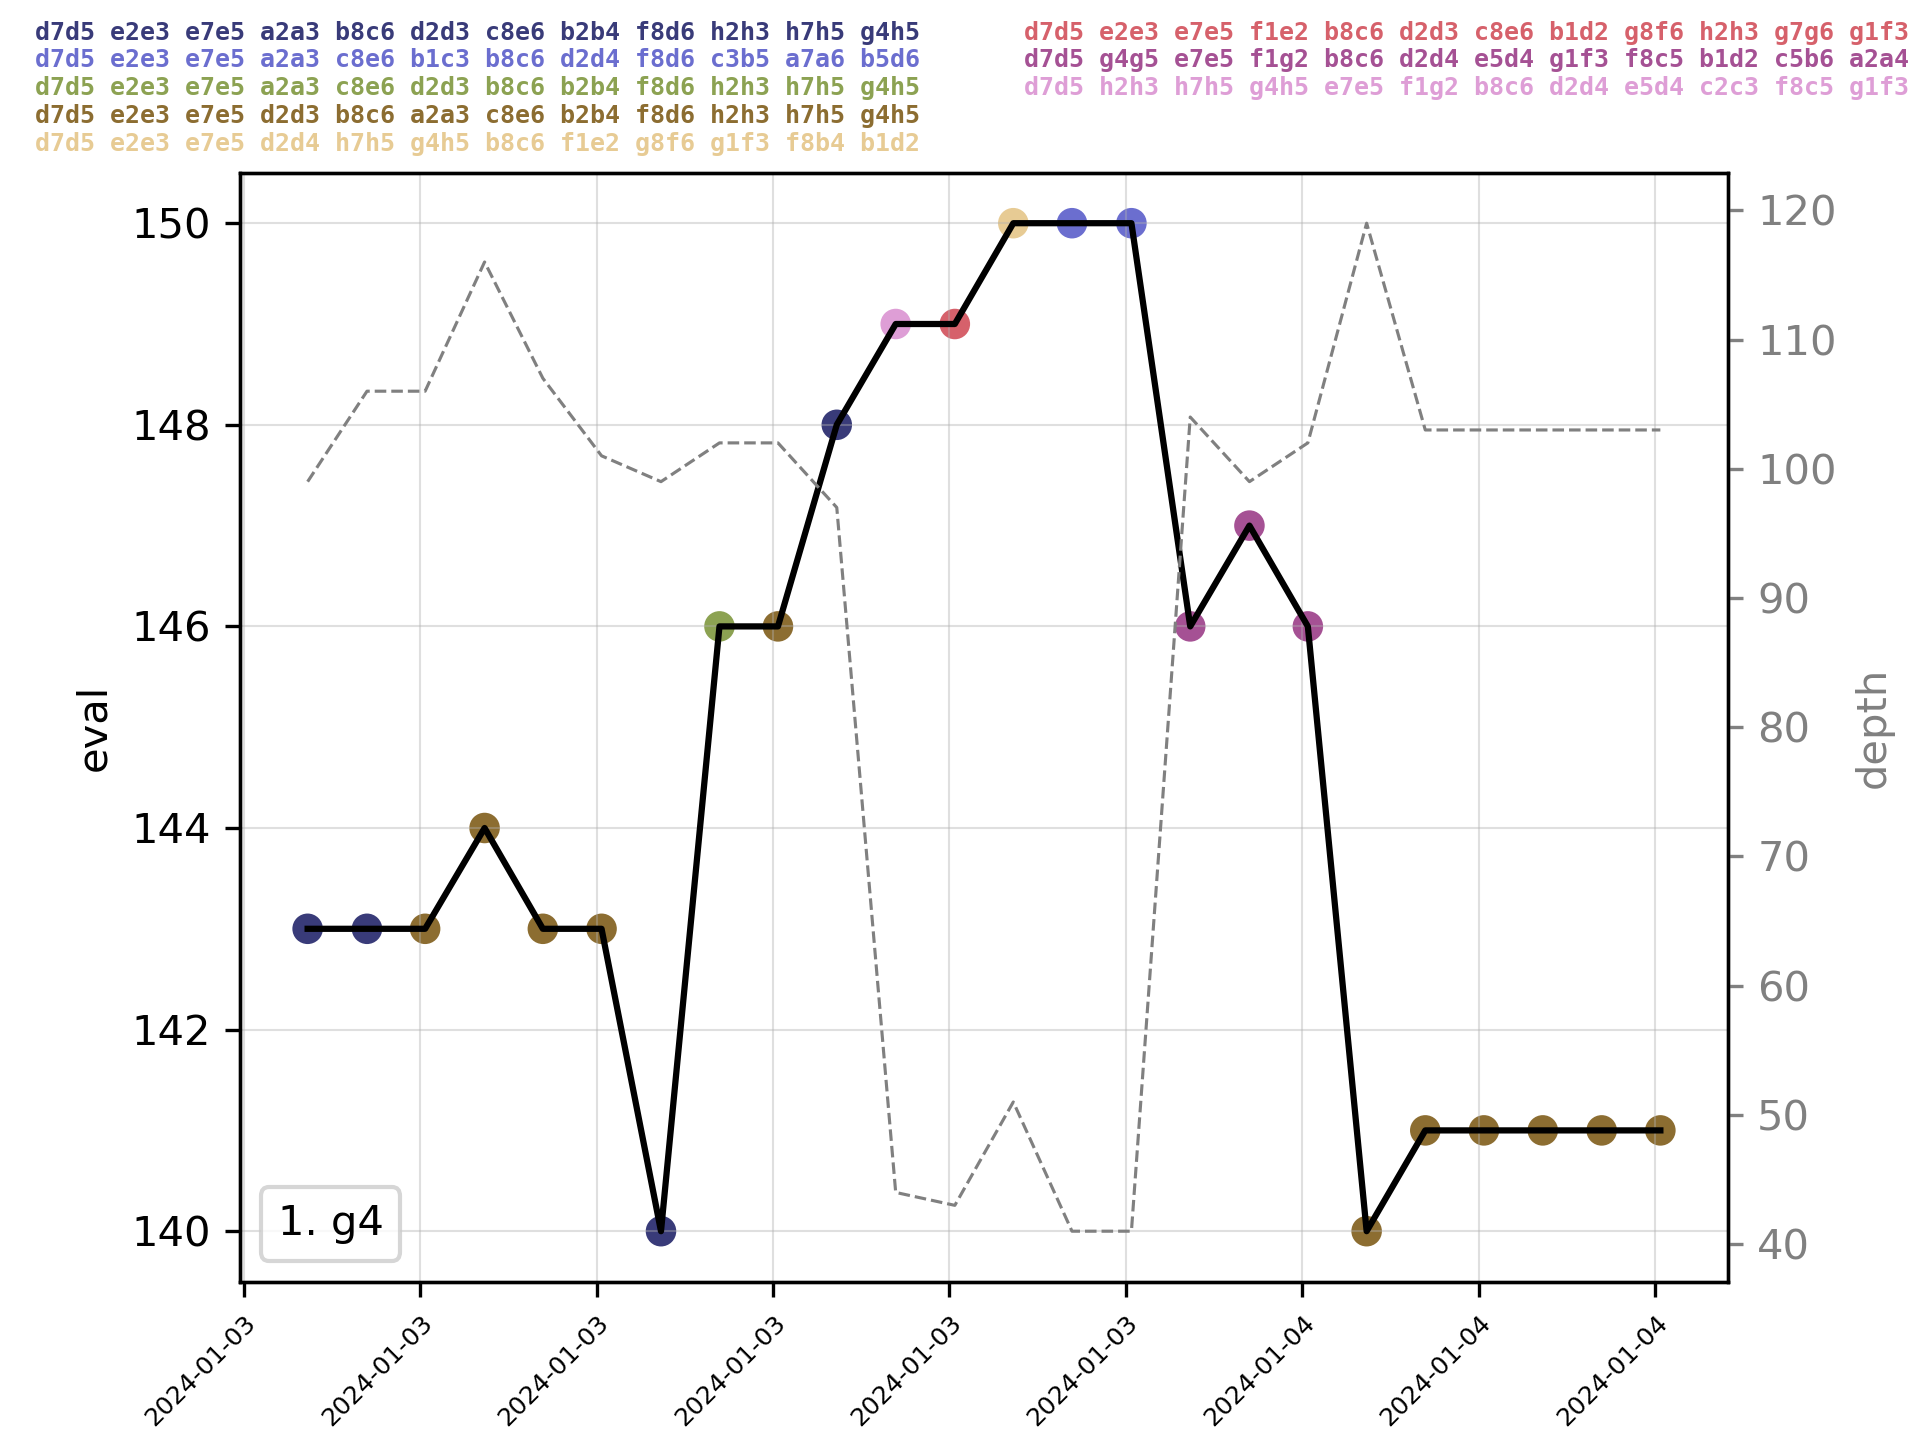 d7d5 e2e3 e7e5 a2a3 b8c6 d2d3 c8e6 b2b4 f8d6 h2h3 h7h5 g4h5
d7d5 e2e3 e7e5 a2a3 c8e6 b1c3 b8c6 d2d4 f8d6 c3b5 a7a6 b5d6
d7d5 e2e3 e7e5 a2a3 c8e6 d2d3 b8c6 b2b4 f8d6 h2h3 h7h5 g4h5
d7d5 e2e3 e7e5 d2d3 b8c6 a2a3 c8e6 b2b4 f8d6 h2h3 h7h5 g4h5
d7d5 e2e3 e7e5 d2d4 h7h5 g4h5 b8c6 f1e2 g8f6 g1f3 f8b4 b1d2
d7d5 e2e3 e7e5 f1e2 b8c6 d2d3 c8e6 b1d2 g8f6 h2h3 g7g6 g1f3
d7d5 g4g5 e7e5 f1g2 b8c6 d2d4 e5d4 g1f3 f8c5 b1d2 c5b6 a2a4
d7d5 h2h3 h7h5 g4h5 e7e5 f1g2 b8c6 d2d4 e5d4 c2c3 f8c5 g1f3
150
148
146
144
142
140
eval
120
110
100
90
80
70
60
50
40
depth
1. g4
2024-01-03
2024-01-03
2024-01-03
2024-01-03
2024-01-03
2024-01-03
2024-01-04
2024-01-04
2024-01-04